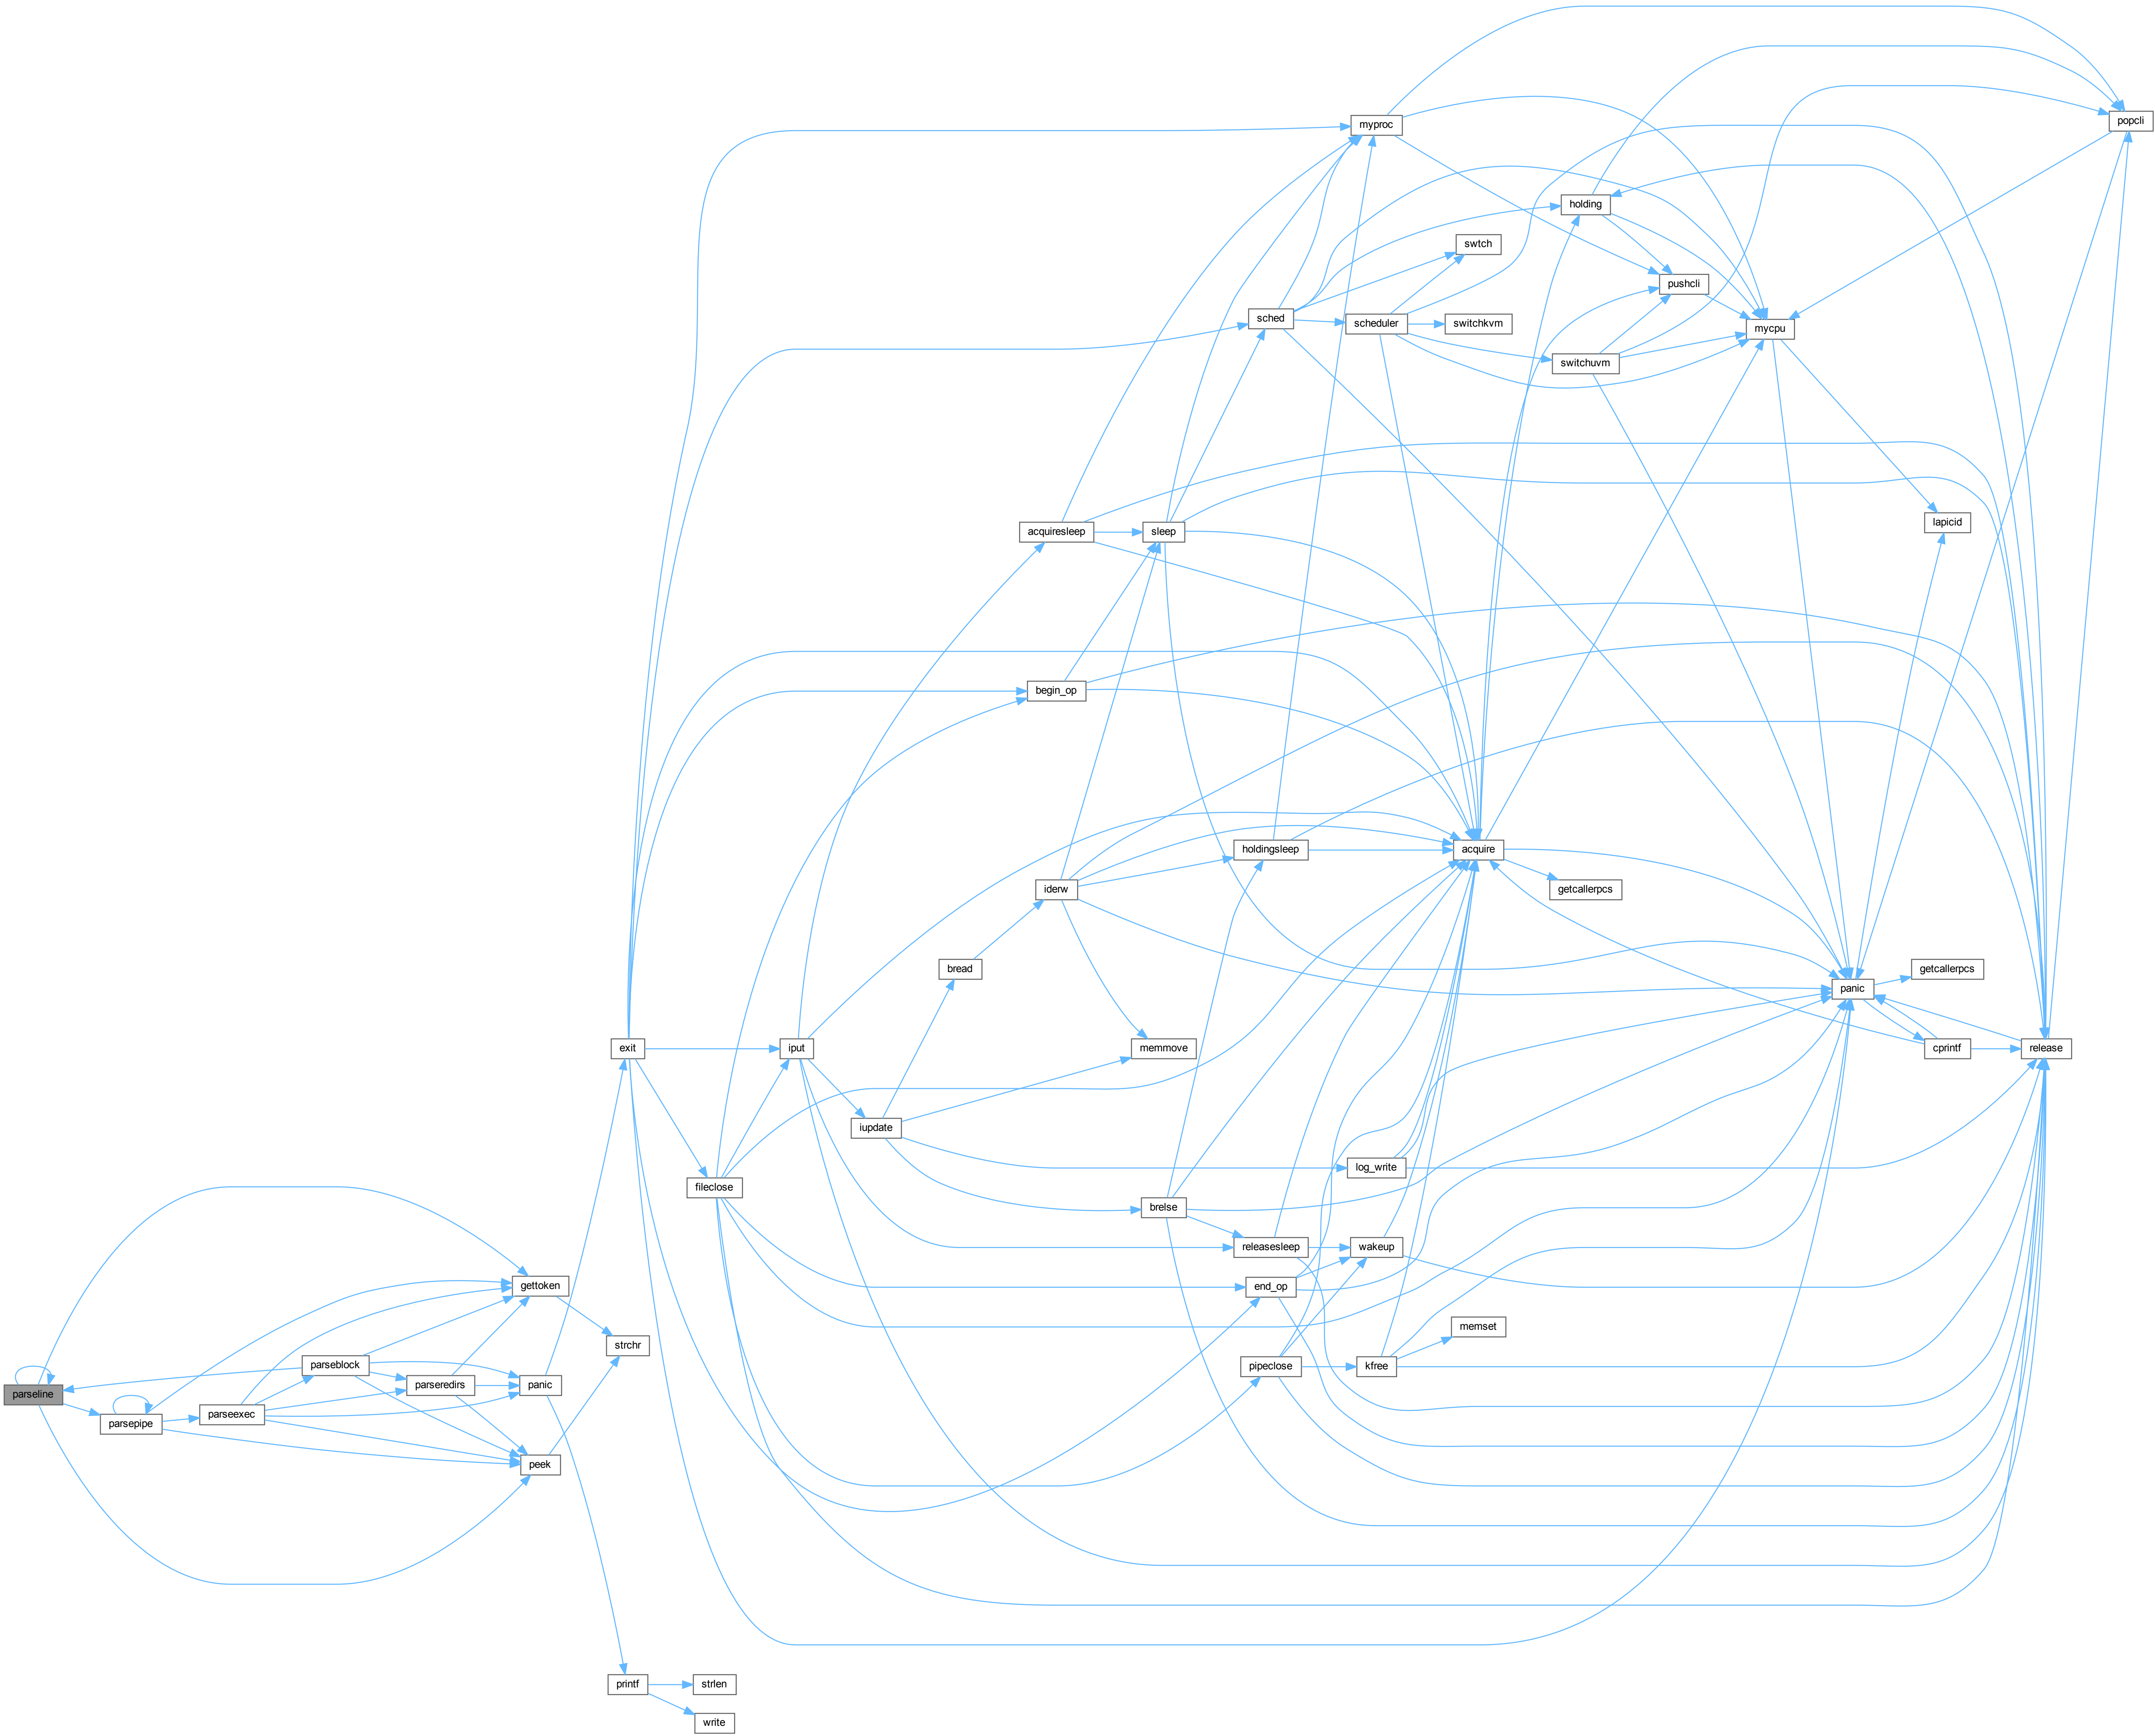 popcli
myproc
holding
swtch
pushcli
sched
scheduler
switchkvm
mycpu
switchuvm
acquiresleep
sleep
lapicid
begin_op
holdingsleep
acquire
iderw
getcallerpcs
bread
getcallerpcs
panic
exit
iput
memmove
cprintf
release
iupdate
log_write
fileclose
brelse
releasesleep
wakeup
gettoken
end_op
memset
strchr
parseblock
pipeclose
kfree
parseline
parseredirs
panic
parsepipe
parseexec
peek
printf
strlen
write